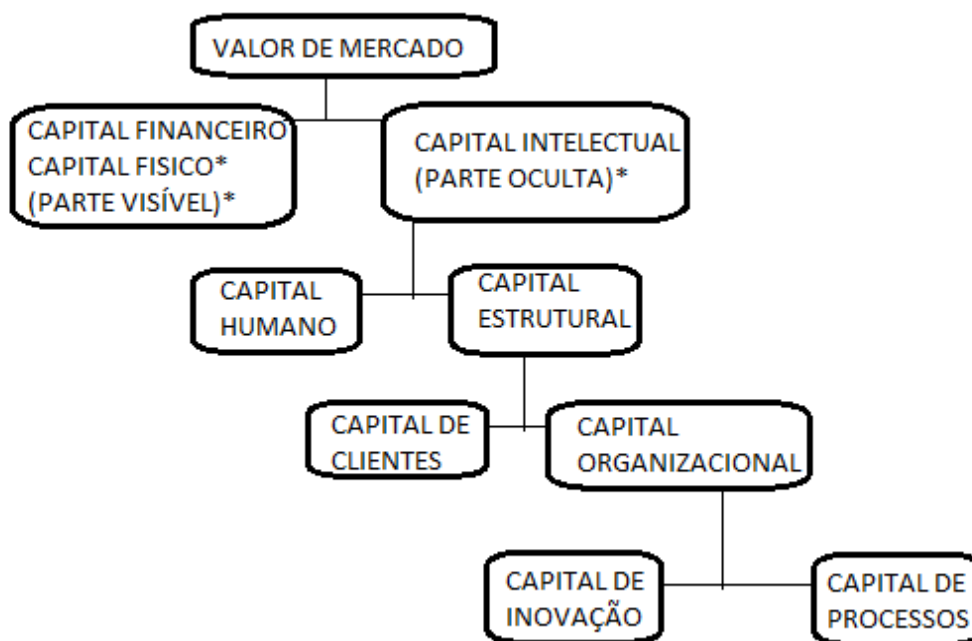 VALOR DE MERCADO
CAPITAL FINANCEIRO
CAPITAL FISICO*
(PARTE VISÍVEL)*
CAPITAL INTELECTUAL
(PARTE OCULTA)*
CAPITAL
HUMANO
CAPITAL
ESTRUTURAL
CAPITAL DE
CLIENTES
CAPITAL
ORGANIZACIONAL
CAPITAL DE
INOVAÇÃO
CAPITAL DE
PROCESSOS